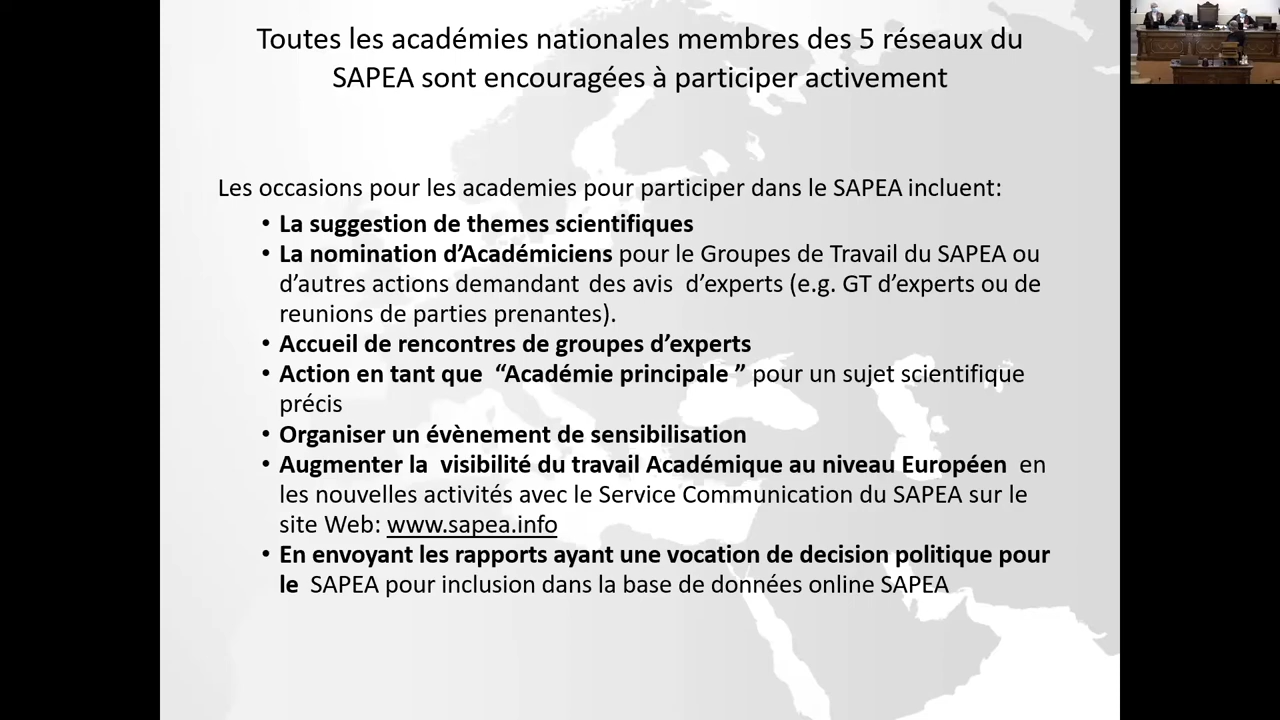 Toutes les académies nationales membres des 5 réseaux du
SAPEA sont encouragées à participer activement
Les occasions pour les academies pour participer dans le SAPEA incluent:
• La suggestion de themes scientifiques
• La nomination d’Académiciens pour le Groupes de Travail du SAPEA ou
d’autres actions demandant des avis d’experts (e.g. GT d’experts ou de
reunions de parties prenantes).
• Accueil de rencontres de groupes d’experts
• Action en tant que “Académie principale ” pour un sujet scientifique
précis
• Organiser un évènement de sensibilisation
• Augmenter la visibilité du travail Académique au niveau Européen en
les nouvelles activités avec le Service Communication du SAPEA sur le
site Web: www.sapea.info
• En envoyant les rapports ayant une vocation de decision politique pour
le SAPEA pour inclusion dans la base de données online SAPEA